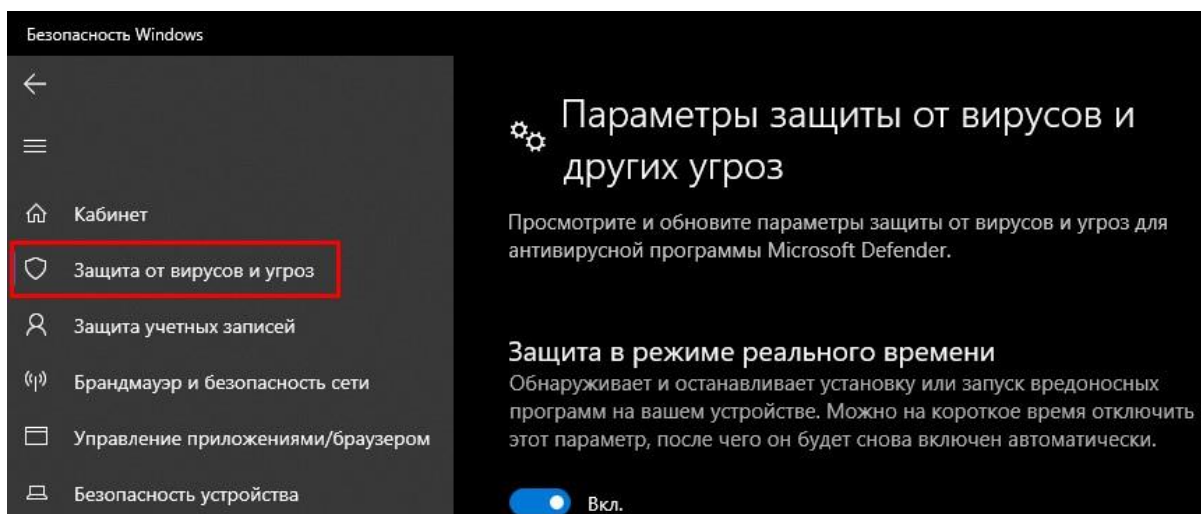 Безопасность Windows
Кабинет
Защита от вирусов и угроз
Защита учетных записей
Брандмауэр и безопасность сети
Управление приложениями/браузером
Безопасность устройства
Параметры защиты от вирусов и
других угроз
Просмотрите и обновите параметры защиты от вирусов и угроз для
антивирусной программы Microsoft Defender.
Защита в режиме реального времени
Обнаруживает и останавливает установку или запуск вредоносных
программ на вашем устройстве. Можно на короткое время отключить
этот параметр, после чего он будет снова включен автоматически.
Вкл.